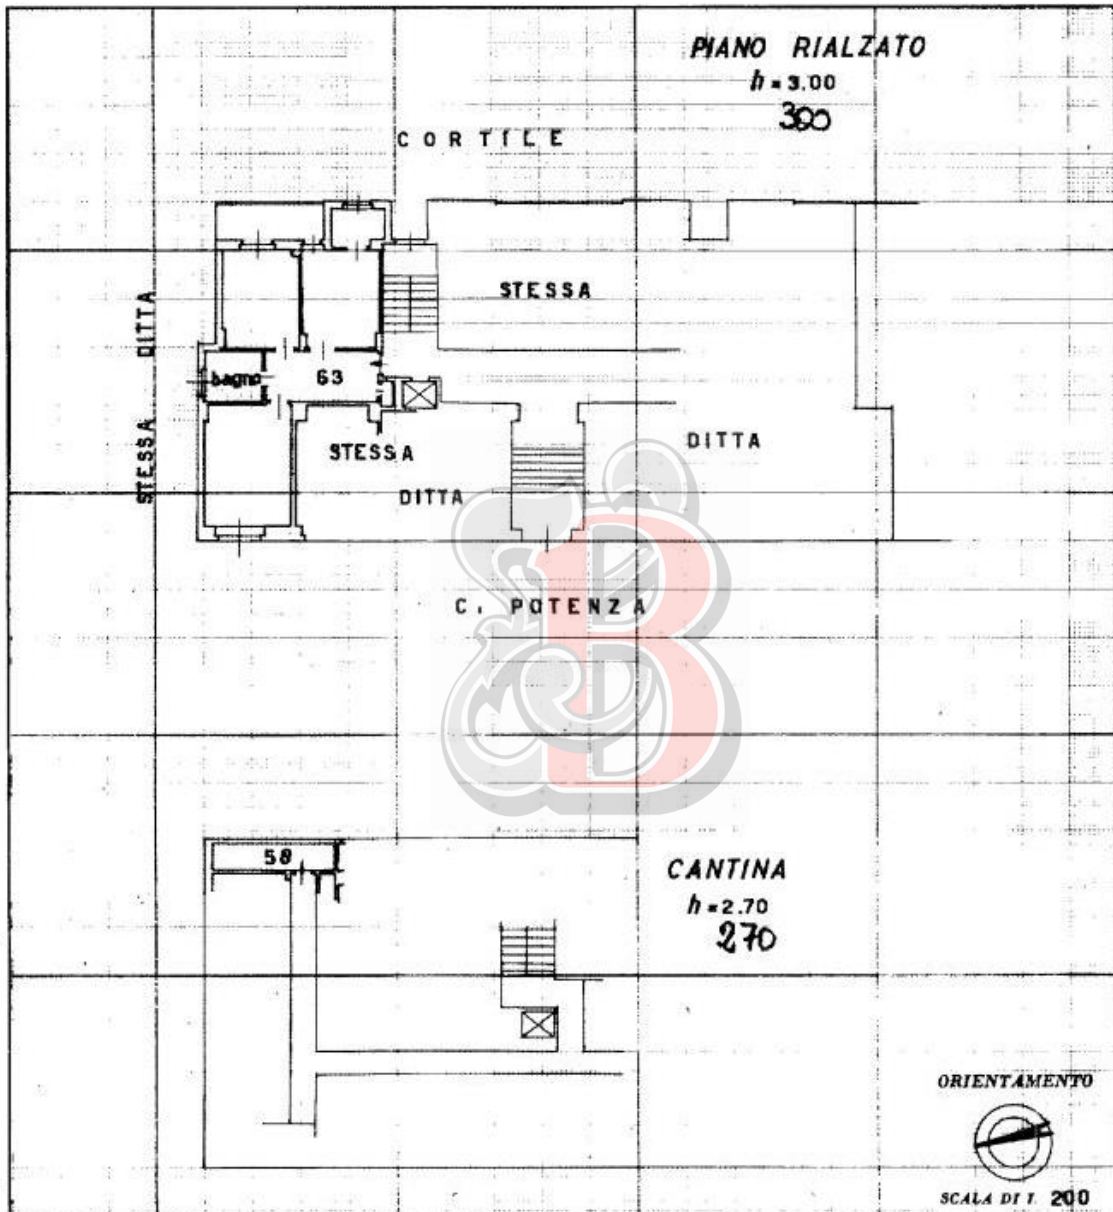 PIANO RIALZATO
h = 3.00
300
CORTILE
STESSA DITTA
STESSA
bagno
63
STESSA
DITTA
DITTA
C. POTENZA
58
CANTINA
h = 2.70
270
ORIENTAMENTO
SCALA DI 1. 200